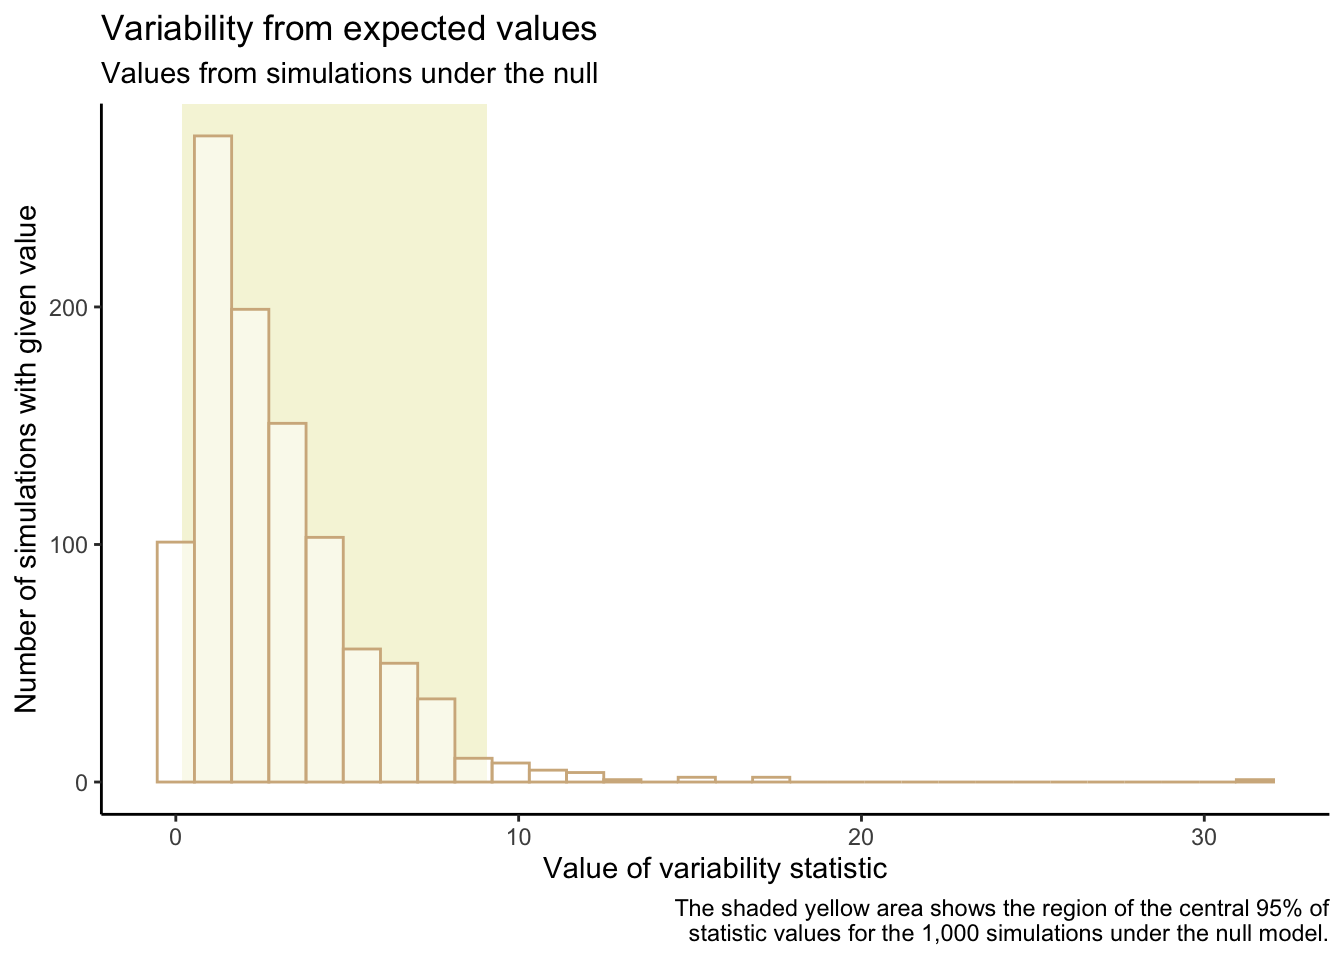 Variability from expected values
Values from simulations under the null
Number of simulations with given value
200
100
0
0
10
20
30
Value of variability statistic
The shaded yellow area shows the region of the central 95% of
statistic values for the 1,000 simulations under the null model.